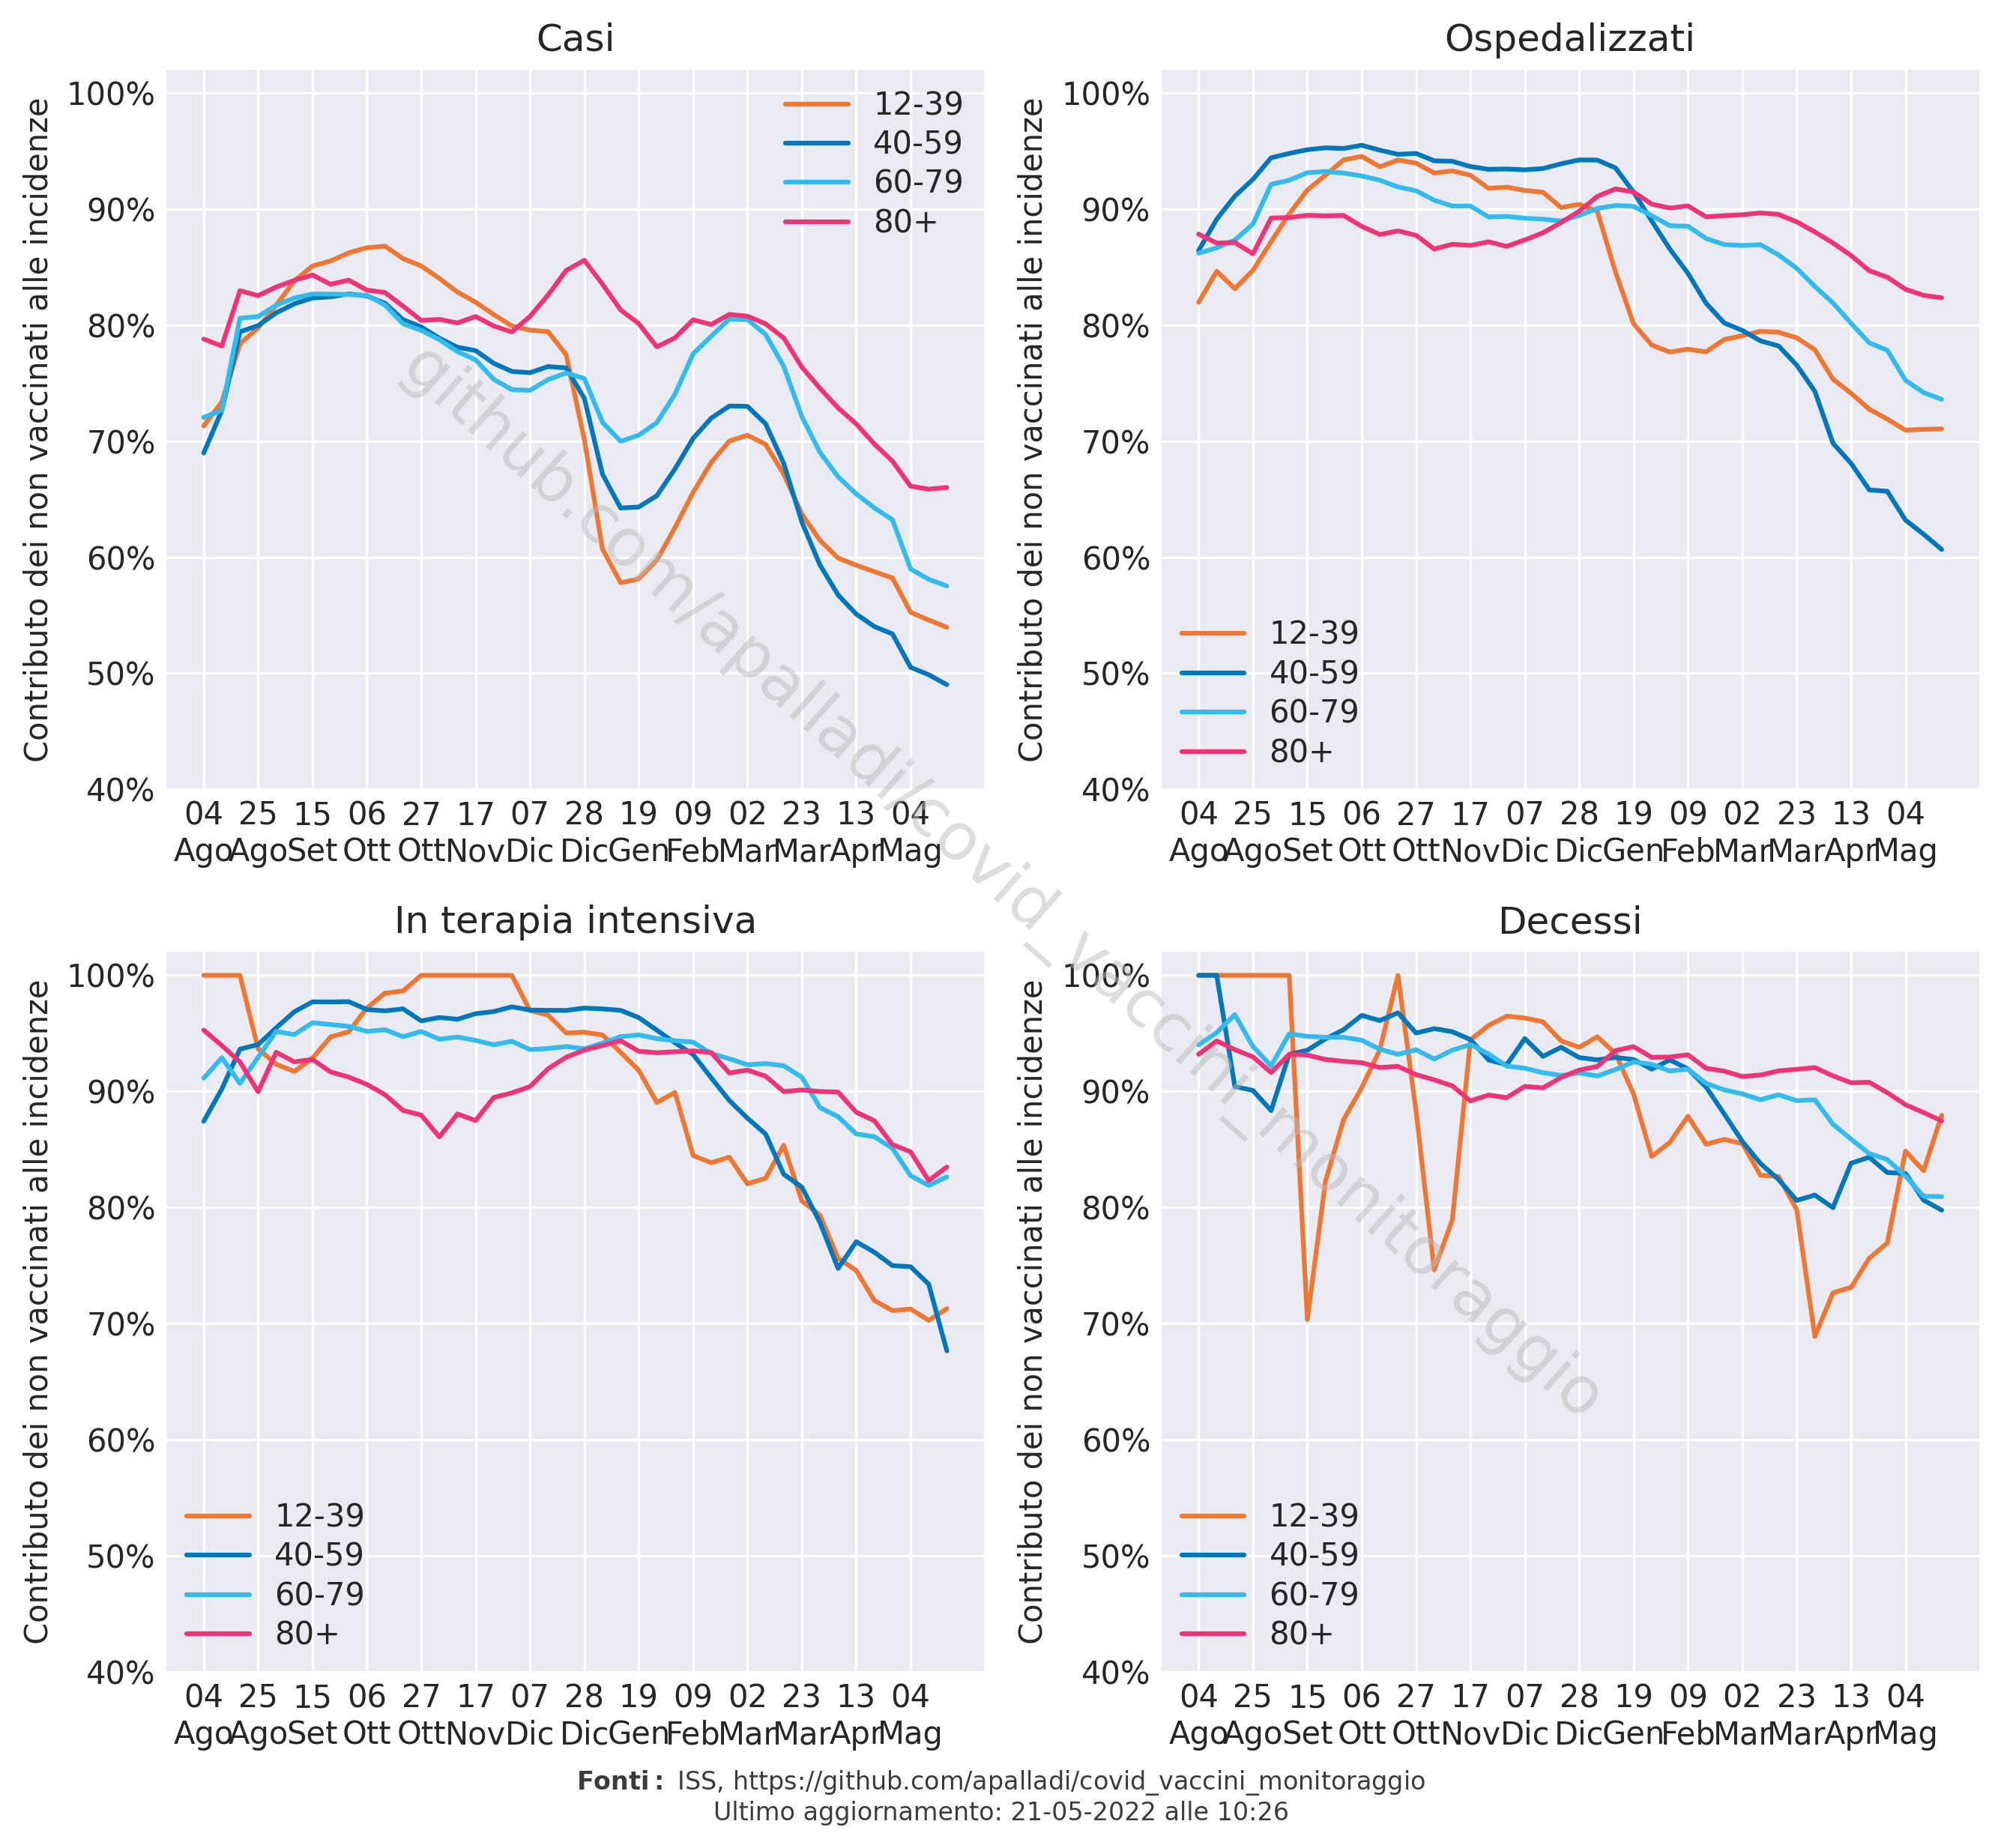 Casi
Contributo dei non vaccinati alle incidenze
100%
90%
80%
70%
60%
50%
40%
12-39
40-59
60-79
80+
04 25 15 06 27 17 07 28 19 09 02 23 13 04
Ago Ago Set Ott Ott Nov Dic Dic Gen Feb Mar Mar Apr Mag
Ospedalizzati
Contributo dei non vaccinati alle incidenze
100%
90%
80%
70%
60%
50%
40%
12-39
40-59
60-79
80+
04 25 15 06 27 17 07 28 19 09 02 23 13 04
Ago Ago Set Ott Ott Nov Dic Dic Gen Feb Mar Mar Apr Mag
In terapia intensiva
Contributo dei non vaccinati alle incidenze
100%
90%
80%
70%
60%
50%
40%
12-39
40-59
60-79
80+
04 25 15 06 27 17 07 28 19 09 02 23 13 04
Ago Ago Set Ott Ott Nov Dic Dic Gen Feb Mar Mar Apr Mag
Decessi
Contributo dei non vaccinati alle incidenze
100%
90%
80%
70%
60%
50%
40%
12-39
40-59
60-79
80+
04 25 15 06 27 17 07 28 19 09 02 23 13 04
Ago Ago Set Ott Ott Nov Dic Dic Gen Feb Mar Mar Apr Mag
github.com/apalladi/covid_vaccini_monitoraggio
Fonti: ISS, https://github.com/apalladi/covid_vaccini_monitoraggio
Ultimo aggiornamento: 21-05-2022 alle 10:26